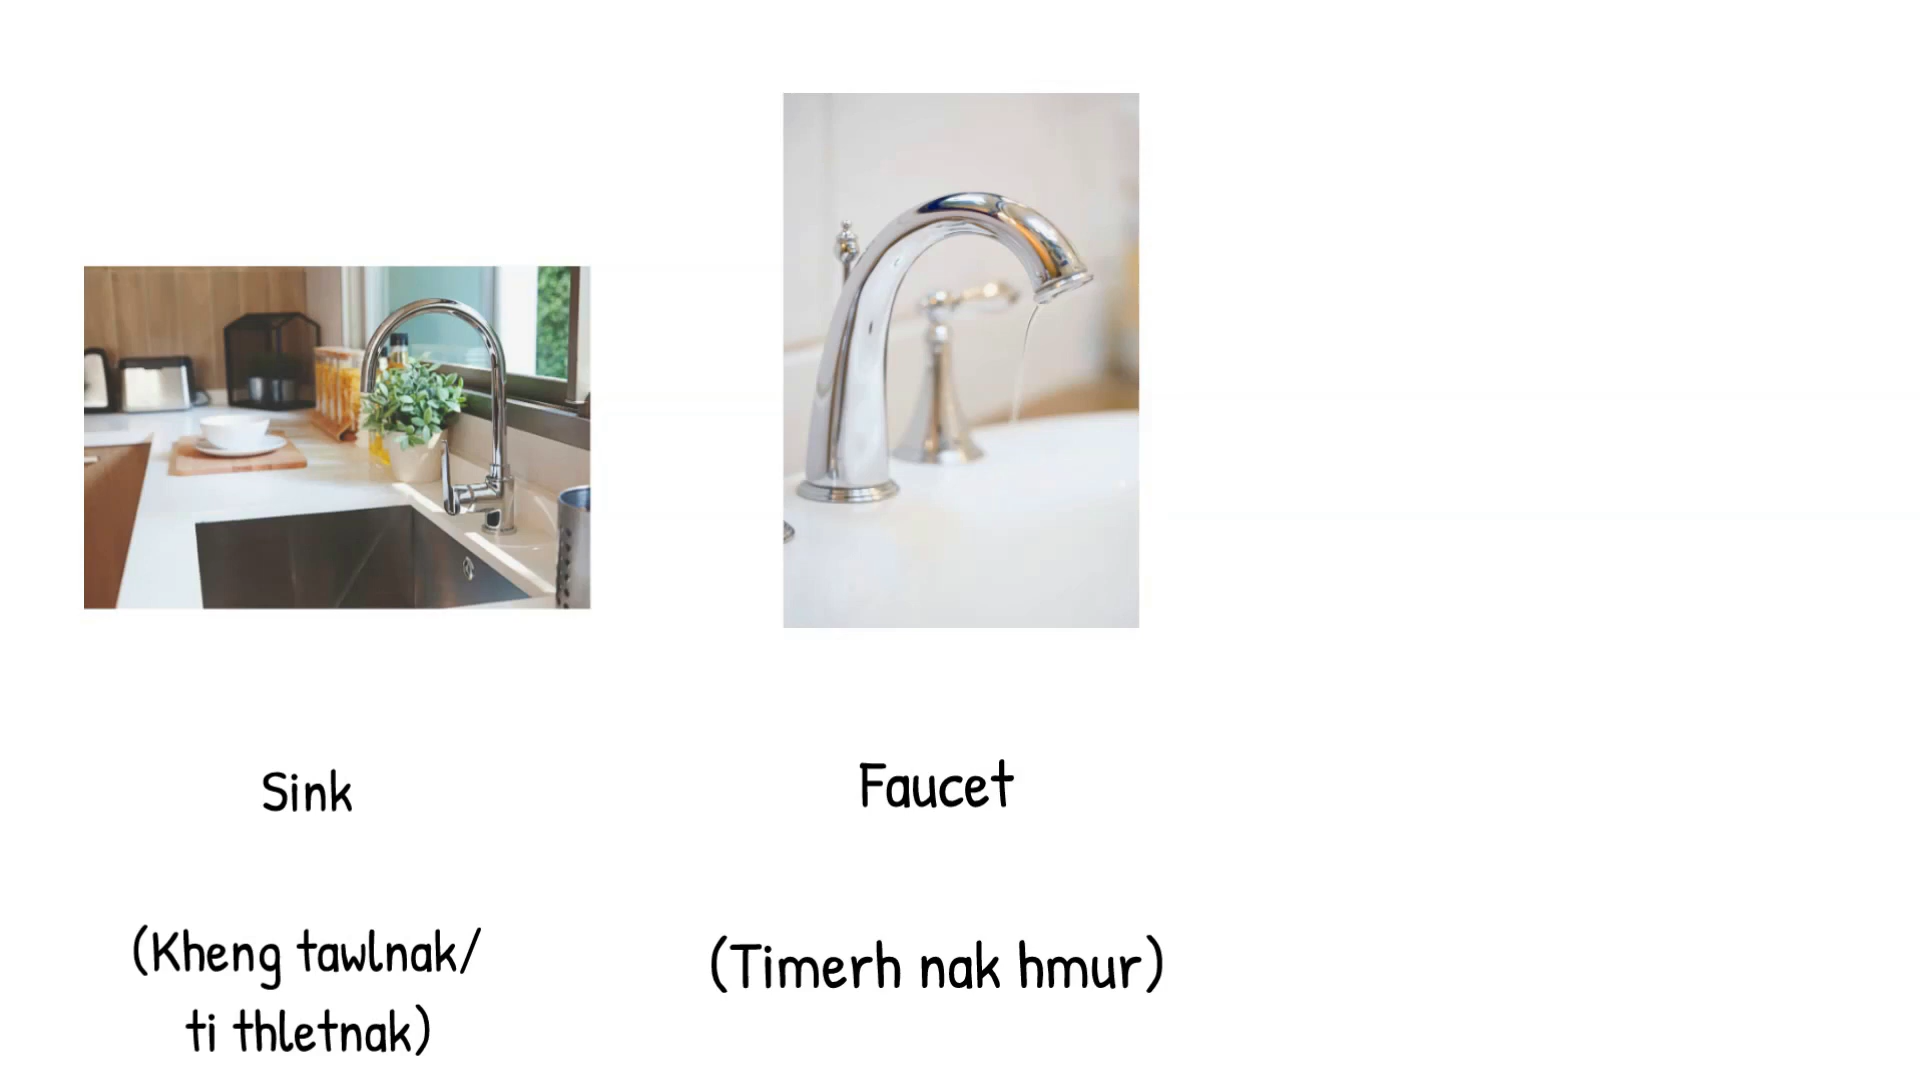 Sink
Faucet
(Kheng tawlnak/
ti thletnak)
(Timerh nak hmur)